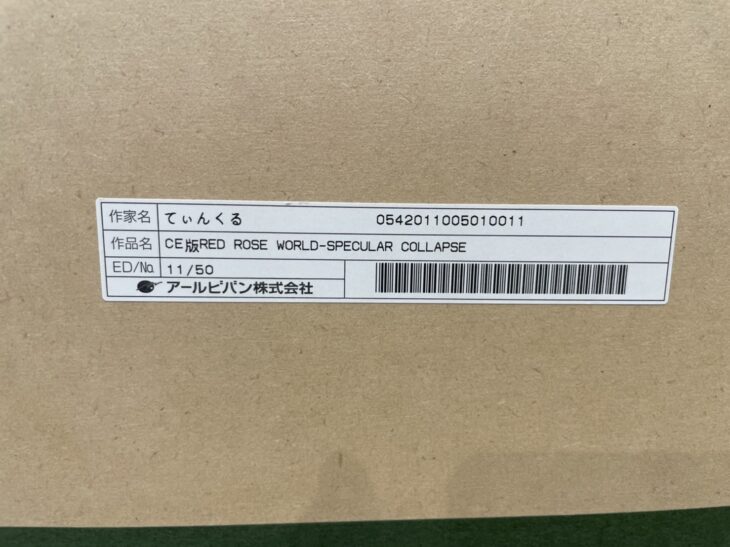 作家名 てぃんくる 0542011005010011
作品名 CE版RED ROSE WORLD-SPECULAR COLLAPSE
ED/No. 11/50
アールビバン株式会社